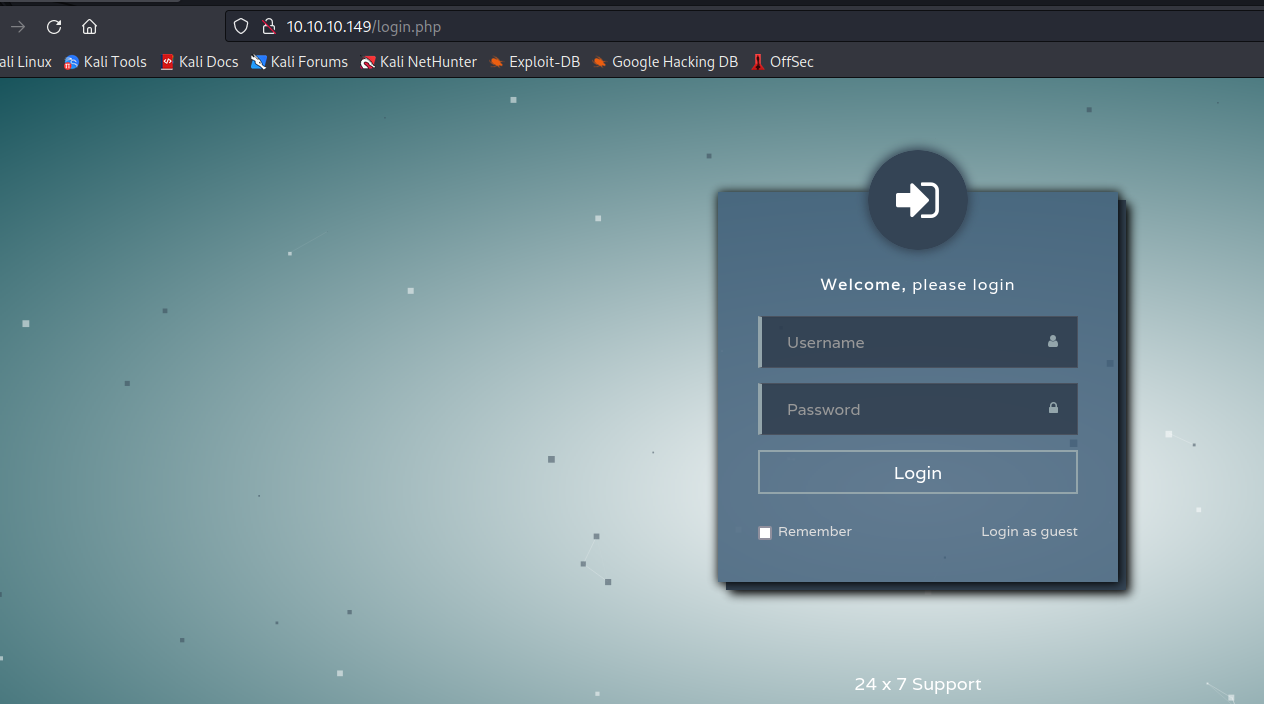 10.10.10.149/login.php
ali Linux Kali Tools Kali Docs Kali Forums Kali NetHunter Exploit-DB Google Hacking DB OffSec
Welcome, please login
Username
Password
Login
Remember Login as guest
24 x 7 Support